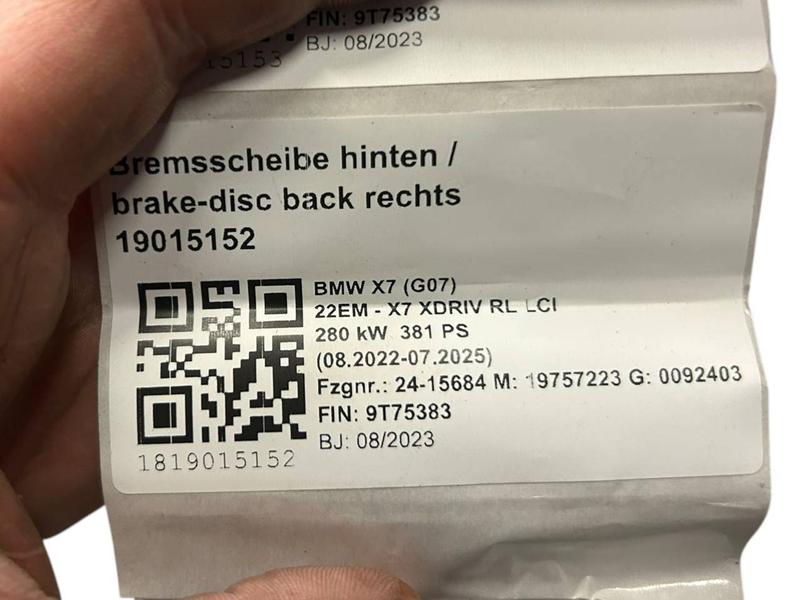 FIN: 9T75383
BJ: 08/2023
15153
Bremsscheibe hinten /
brake-disc back rechts
19015152
BMW X7 (G07)
22EM - X7 XDRIV RL LCI
280 kW 381 PS
(08.2022-07.2025)
Fzgnr.: 24-15684 M: 19757223 G: 0092403
FIN: 9T75383
BJ: 08/2023
1819015152